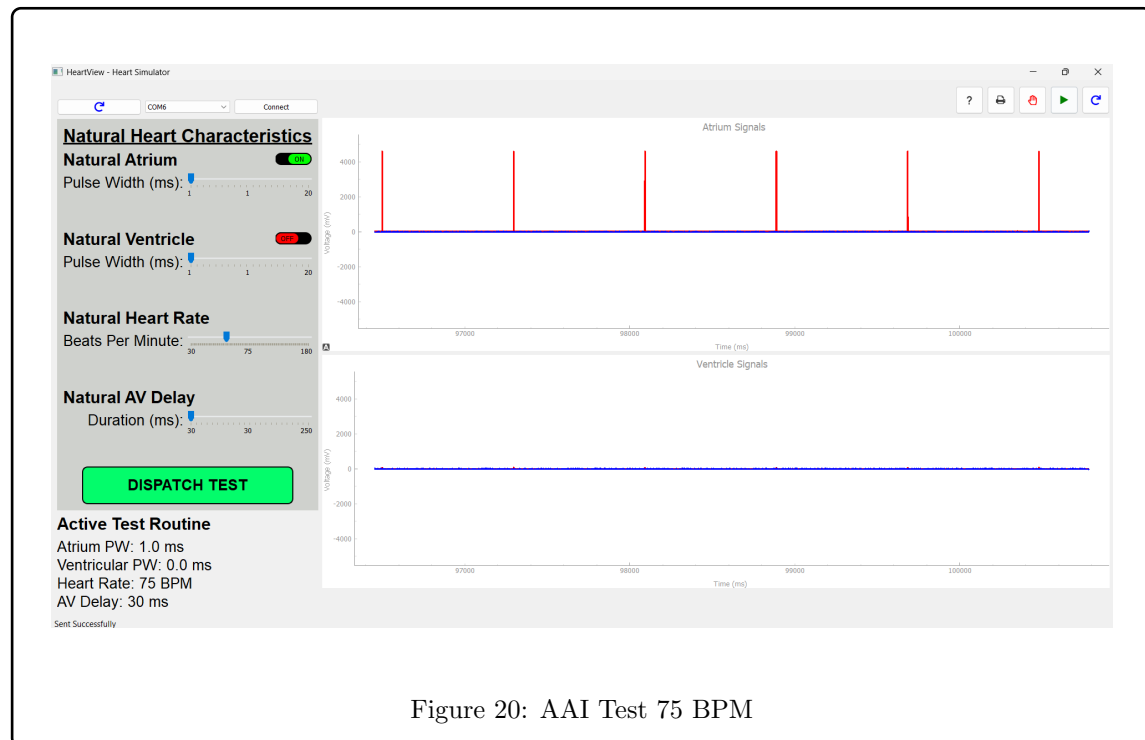 HeartView - Heart Simulator
COM6
Connect
?
Natural Heart Characteristics
Natural Atrium
ON
Pulse Width (ms):
1 1 20
Natural Ventricle
OFF
Pulse Width (ms):
1 1 20
Natural Heart Rate
Beats Per Minute:
30 75 180
Natural AV Delay
Duration (ms):
30 30 250
DISPATCH TEST
Active Test Routine
Atrium PW: 1.0 ms
Ventricular PW: 0.0 ms
Heart Rate: 75 BPM
AV Delay: 30 ms
Sent Successfully
Atrium Signals
Voltage (mV)
4000
2000
0
-2000
-4000
97000 98000 99000 100000
Time (ms)
A
Ventricle Signals
Voltage (mV)
4000
2000
0
-2000
-4000
97000 98000 99000 100000
Time (ms)
Figure 20: AAI Test 75 BPM